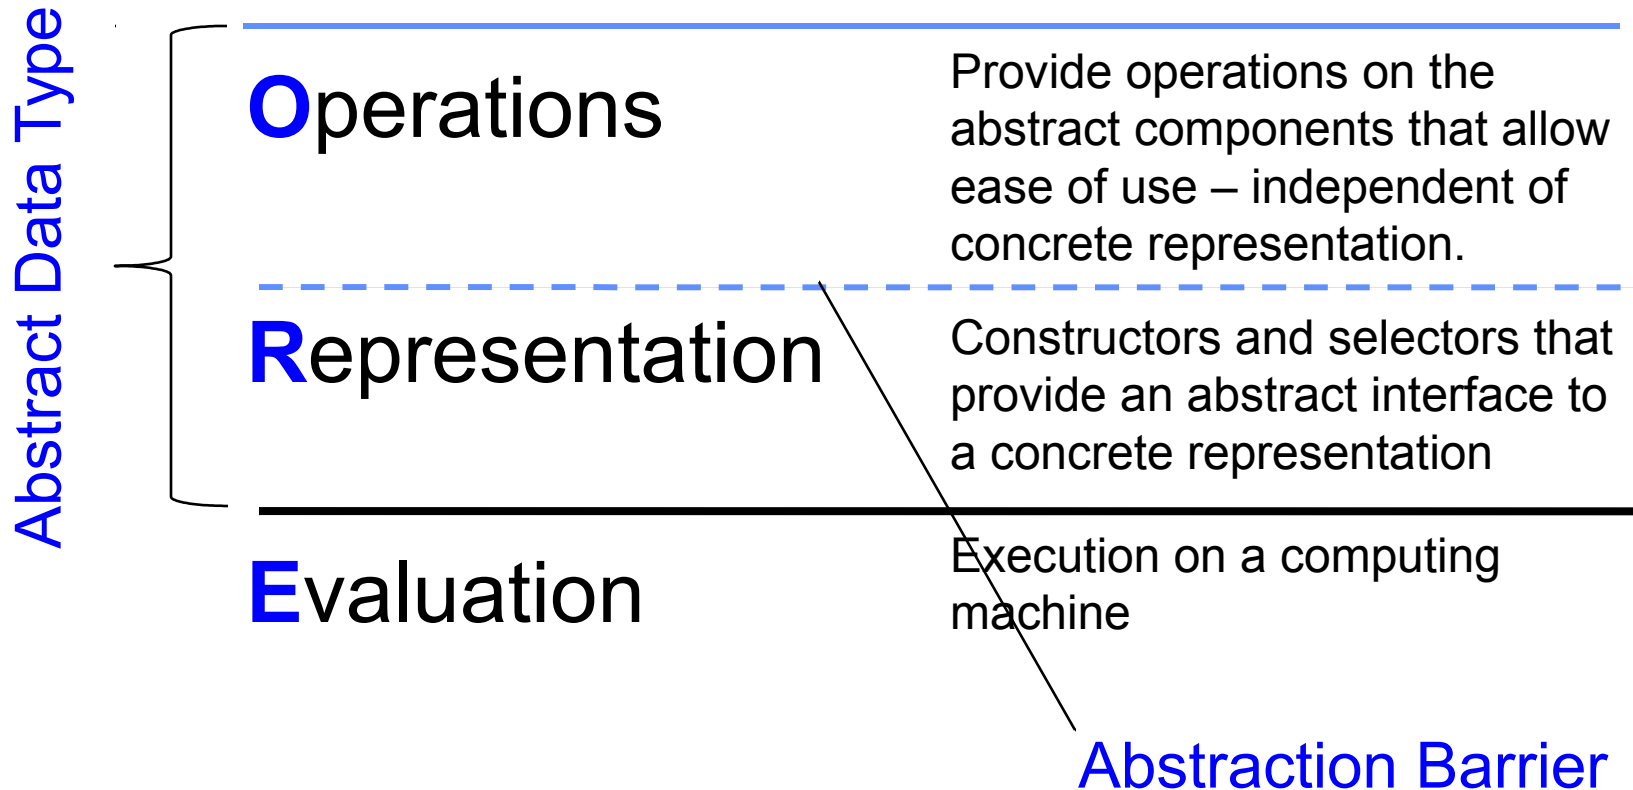 Abstract Data Type
Operations
Provide operations on the
abstract components that allow
ease of use – independent of
concrete representation.
Representation
Constructors and selectors that
provide an abstract interface to
a concrete representation
Evaluation
Execution on a computing
machine
Abstraction Barrier